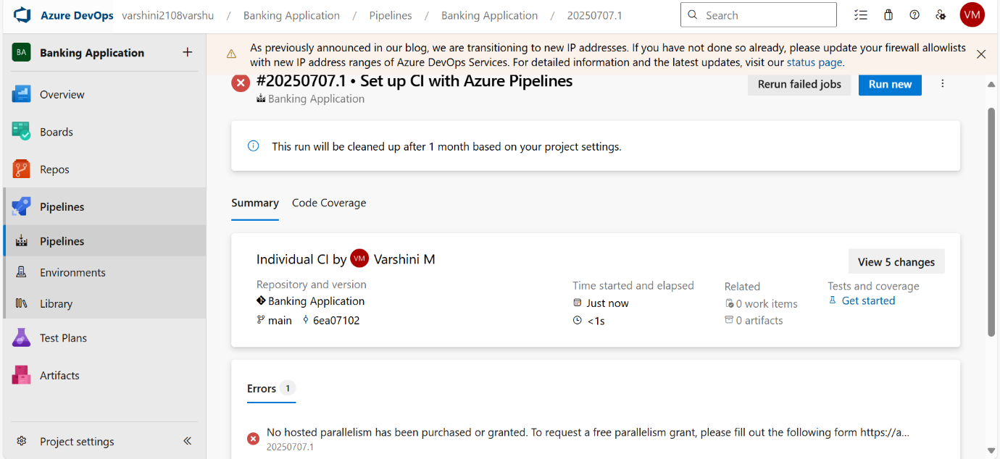 Azure DevOps varshini2108varshu / Banking Application / Pipelines / Banking Application / 20250707.1 Search VM
BA Banking Application +
As previously announced in our blog, we are transitioning to new IP addresses. If you have not done so already, please update your firewall allowlists
with new IP address ranges of Azure DevOps Services. For detailed information and the latest updates, visit our status page.
Overview
Boards
Repos
Pipelines
Pipelines
Environments
Library
Test Plans
Artifacts
Project settings
#20250707.1 • Set up CI with Azure Pipelines
Banking Application
Rerun failed jobs
Run new
This run will be cleaned up after 1 month based on your project settings.
Summary Code Coverage
Individual CI by VM Varshini M
View 5 changes
Repository and version
Banking Application
main 6ea07102
Time started and elapsed
Just now
<1s
Related
0 work items
0 artifacts
Tests and coverage
Get started
Errors 1
No hosted parallelism has been purchased or granted. To request a free parallelism grant, please fill out the following form https://a...
20250707.1